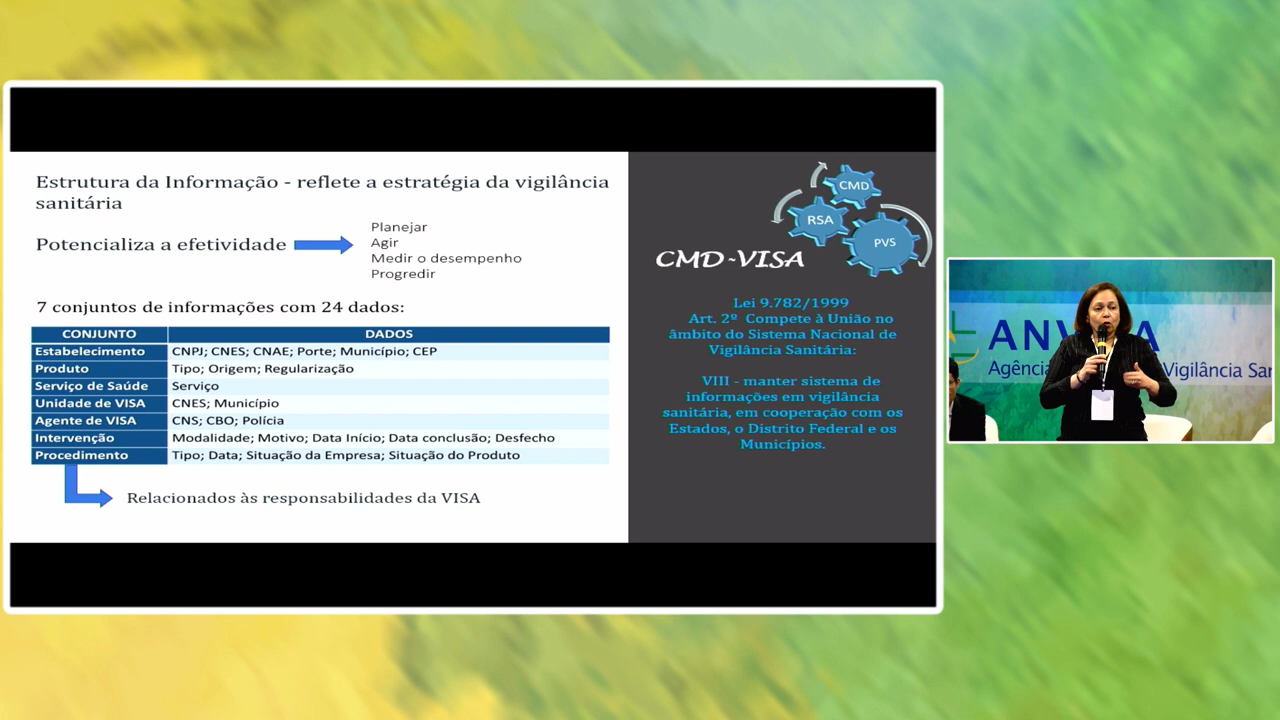 Estrutura da Informação - reflete a estratégia da vigilância
sanitária
Potencializa a efetividade
Planejar
Agir
Medir o desempenho
Progredir
7 conjuntos de informações com 24 dados:
CONJUNTO DADOS
Estabelecimento CNPJ; CNES; CNAE; Porte; Município; CEP
Produto Tipo; Origem; Regularização
Serviço de Saúde Serviço
Unidade de VISA CNES; Município
Agente de VISA CNS; CBO; Polícia
Intervenção Modalidade; Motivo; Data Início; Data conclusão; Desfecho
Procedimento Tipo; Data; Situação da Empresa; Situação do Produto
Relacionados às responsabilidades da VISA
CMD
RSA
PVS
CMD-VISA
Lei 9.782/1999
Art. 2º Compete à União no
âmbito do Sistema Nacional de
Vigilância Sanitária:
VIII - manter sistema de
informações em vigilância
sanitária, em cooperação com os
Estados, o Distrito Federal e os
Municípios.
ANV A
Agência Vigilância Sar